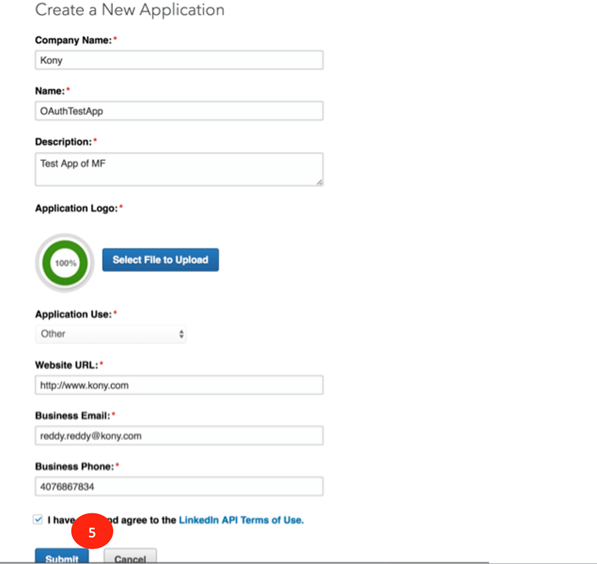 Create a New Application
Company Name:*
Kony
Name:*
OAuthTestApp
Description:*
Test App of MF
Application Logo:*
100%
Select File to Upload
Application Use:*
Other
Website URL:*
http://www.kony.com
Business Email:*
reddy.reddy@kony.com
Business Phone:*
4076867834
I have agree to the LinkedIn API Terms of Use.
5
Submit Cancel